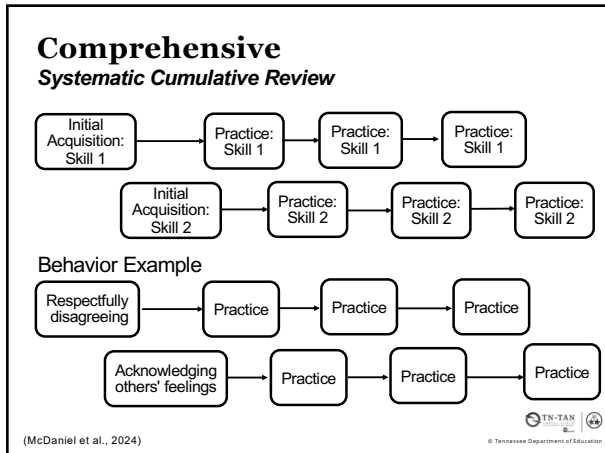 Comprehensive
Systematic Cumulative Review
Initial
Acquisition:
Skill 1
Practice:
Skill 1
Practice:
Skill 1
Practice:
Skill 1
Initial
Acquisition:
Skill 2
Practice:
Skill 2
Practice:
Skill 2
Practice:
Skill 2
Behavior Example
Respectfully
disagreeing
Practice
Practice
Practice
Acknowledging
others' feelings
Practice
Practice
Practice
(McDaniel et al., 2024)
TN-TAN
© Tennessee Department of Education